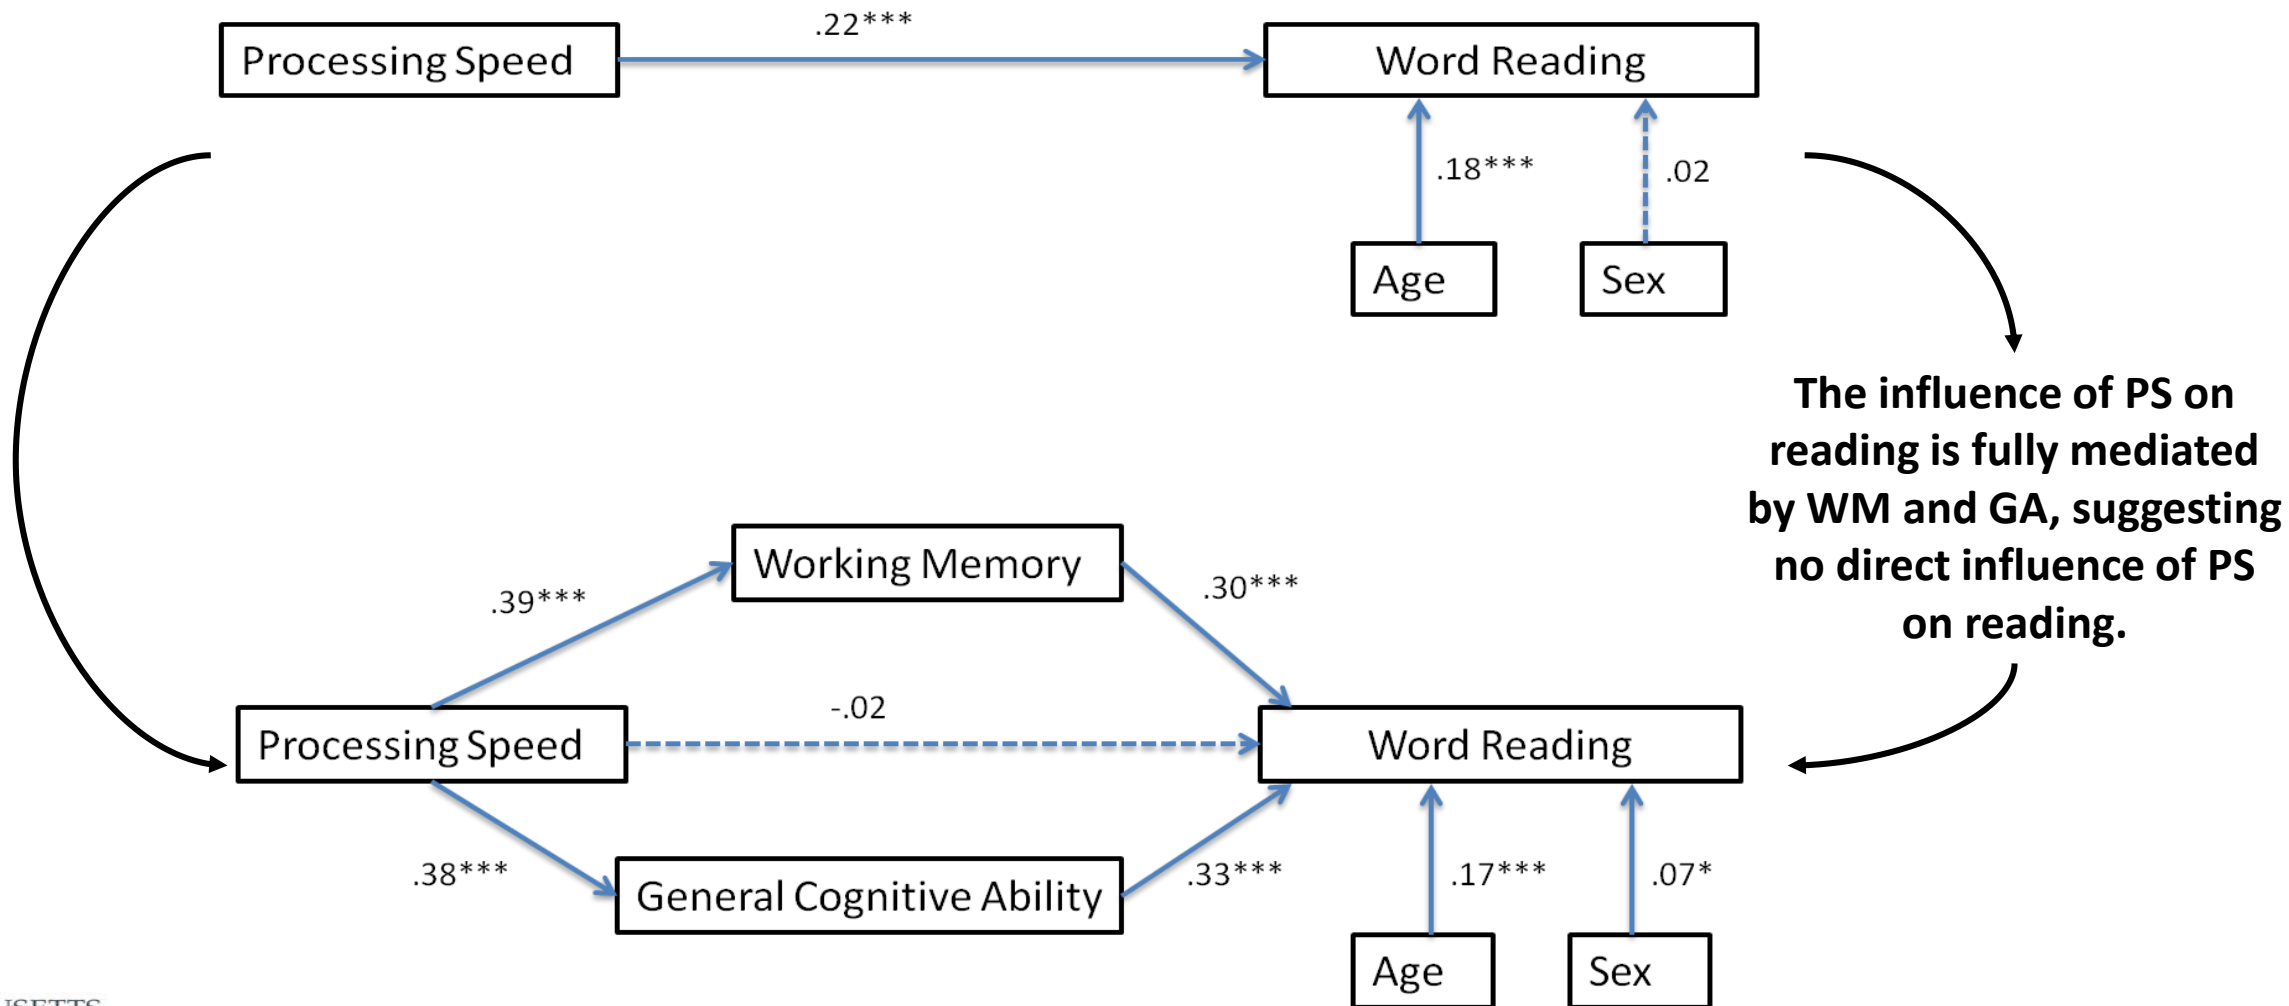 .22***
Processing Speed
Word Reading
.18***
.02
Age
Sex
The influence of PS on
reading is fully mediated
by WM and GA, suggesting
no direct influence of PS
on reading.
Working Memory
.39***
.30***
-.02
Processing Speed
Word Reading
.38***
General Cognitive Ability
.33***
.17***
.07*
Age
Sex